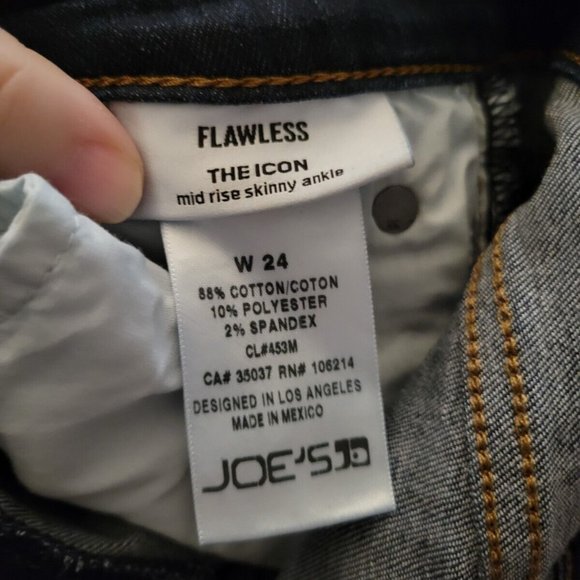 FLAWLESS
THE ICON
mid rise skinny ankle
W 24
88% COTTON/COTON
10% POLYESTER
2% SPANDEX
CL#453M
CA# 35037 RN# 106214
DESIGNED IN LOS ANGELES
MADE IN MEXICO
JOE'S